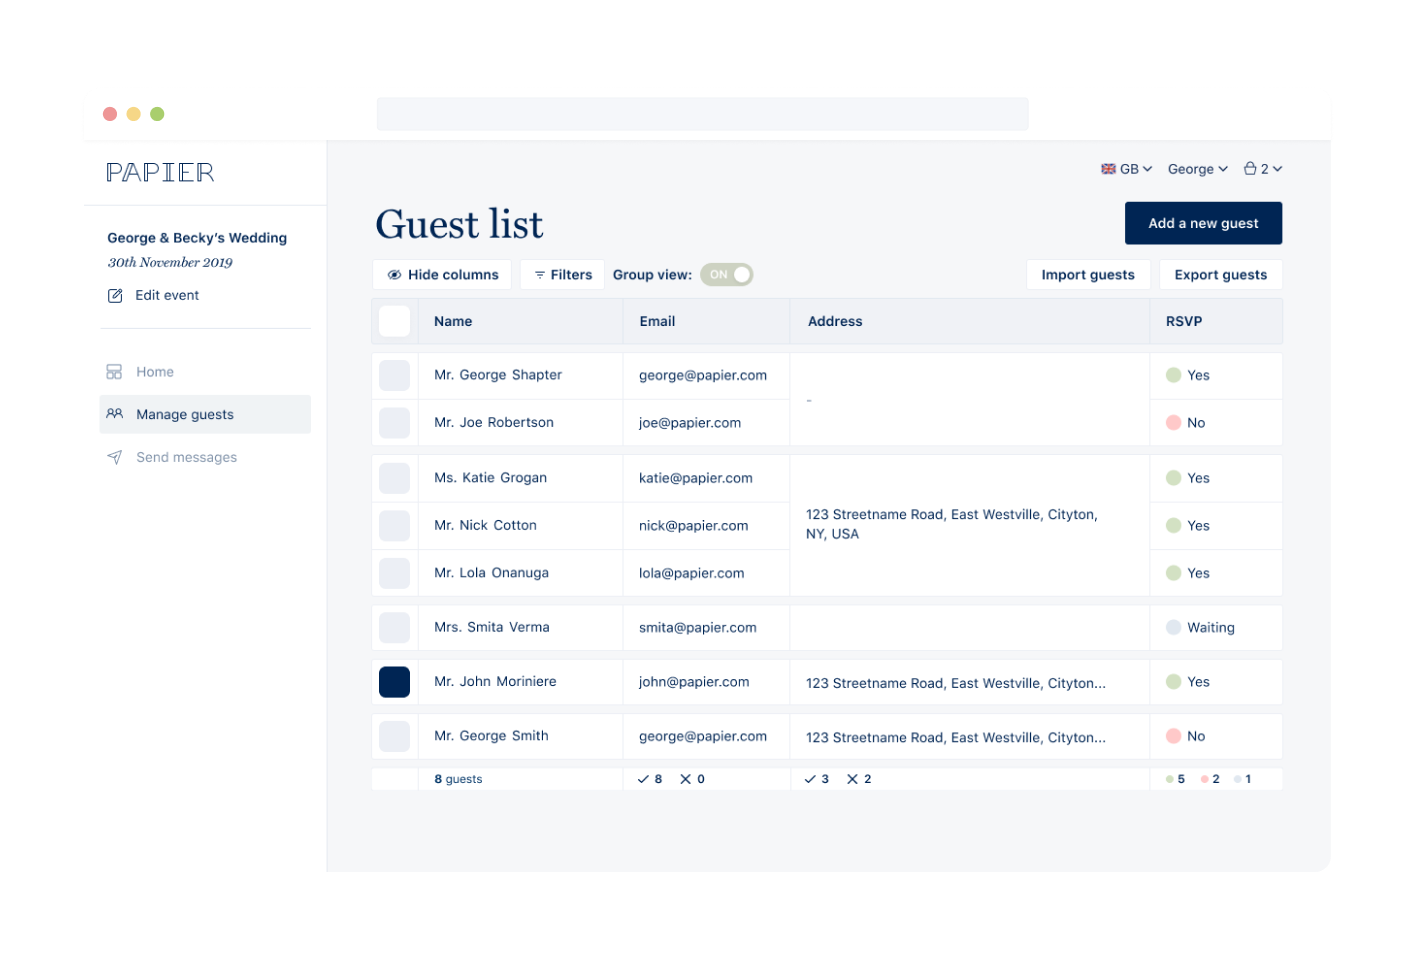 PAPIER
GB George 2
George & Becky's Wedding
30th November 2019
Edit event
Home
Manage guests
Send messages
Guest list
Add a new guest
Hide columns Filters Group view: ON Import guests Export guests
Name Email Address RSVP
Mr. George Shapter george@papier.com - Yes
Mr. Joe Robertson joe@papier.com No
Ms. Katie Grogan katie@papier.com Yes
123 Streetname Road, East Westville, Cityton,
NY, USA
Mr. Nick Cotton nick@papier.com Yes
Mr. Lola Onanuga lola@papier.com Yes
Mrs. Smita Verma smita@papier.com Waiting
Mr. John Moriniere john@papier.com 123 Streetname Road, East Westville, Cityton... Yes
Mr. George Smith george@papier.com 123 Streetname Road, East Westville, Cityton... No
8 guests ✓ 8 ✕ 0 ✓ 3 ✕ 2 5 2 1